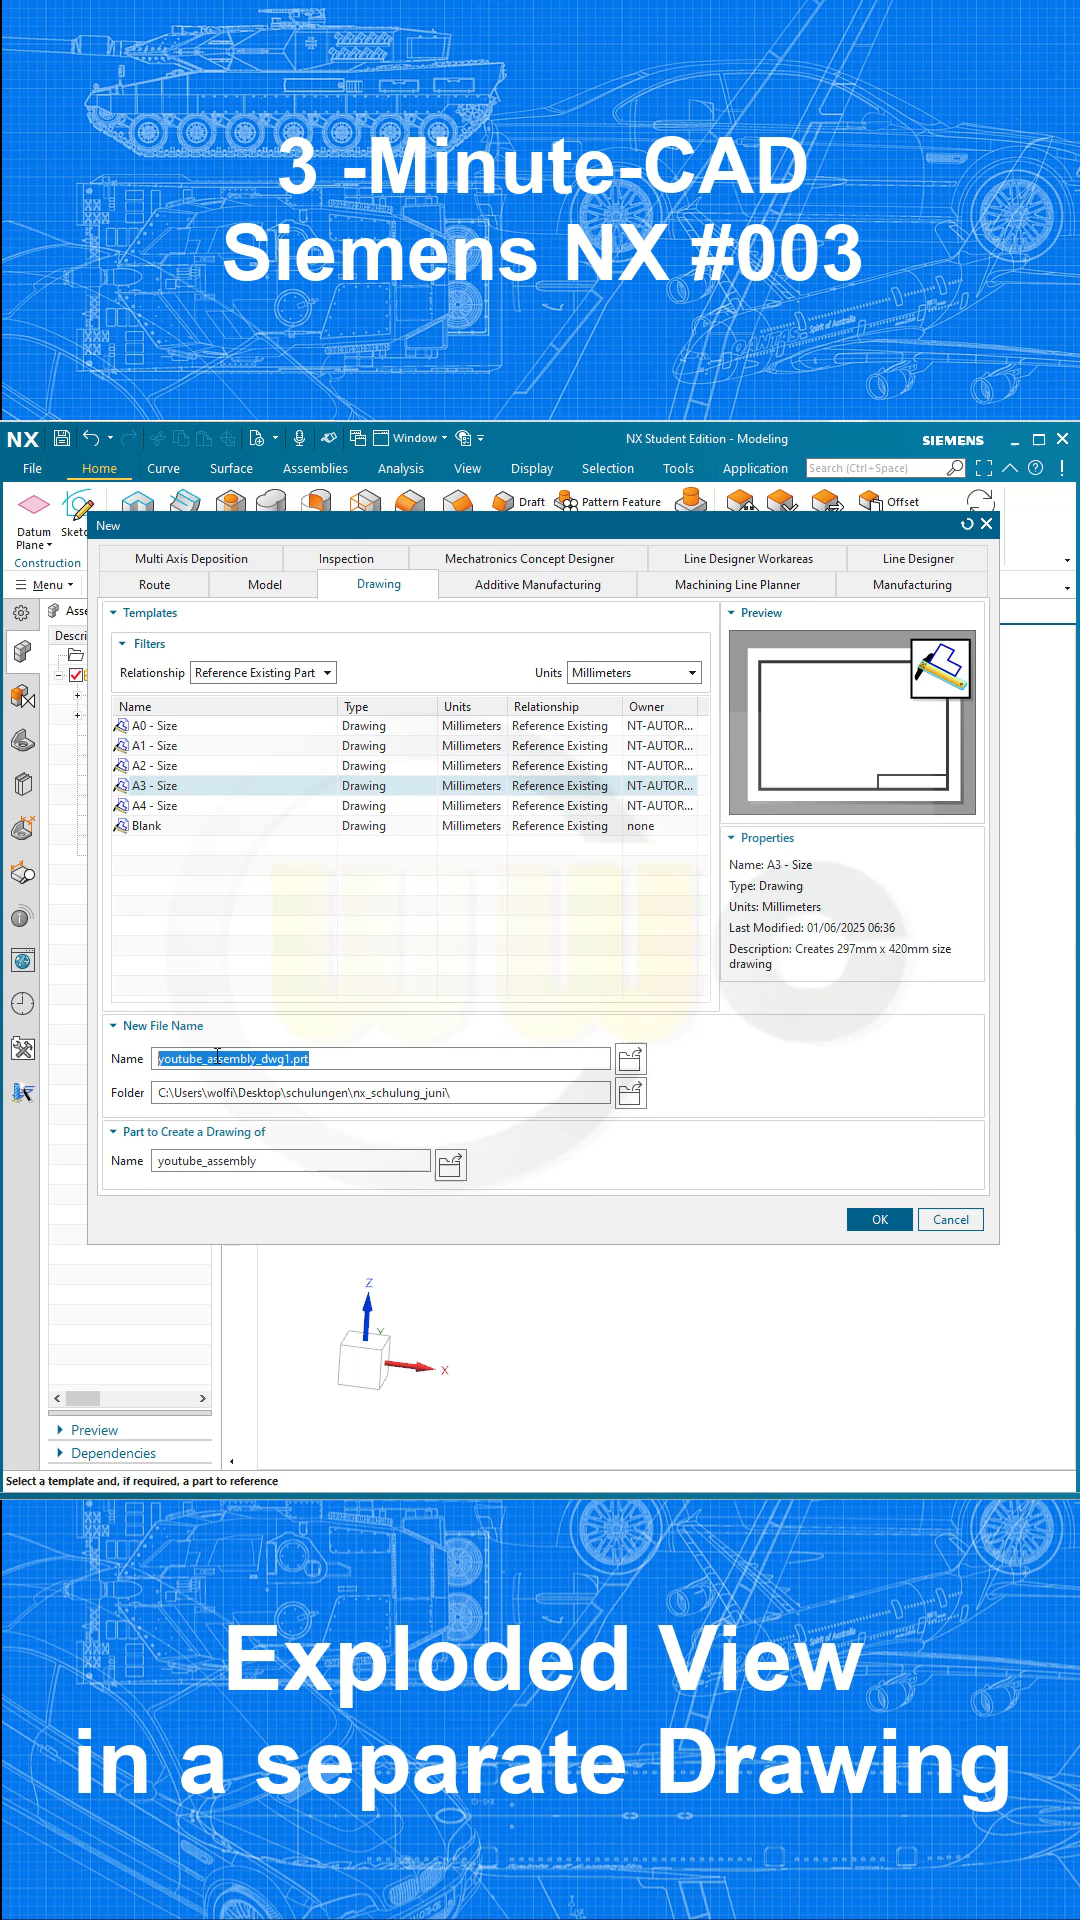 3 -Minute-CAD
Siemens NX #003
NX Window NX Student Edition - Modeling SIEMENS
File Home Curve Surface Assemblies Analysis View Display Selection Tools Application Search (Ctrl+Space)
Draft Pattern Feature Offset
Datum
Plane
Construction
Menu
New
Multi Axis Deposition Inspection Mechatronics Concept Designer Line Designer Workareas Line Designer
Route Model Drawing Additive Manufacturing Machining Line Planner Manufacturing
Templates
Filters
Relationship Reference Existing Part Units Millimeters
Name Type Units Relationship Owner
A0 - Size Drawing Millimeters Reference Existing NT-AUTOR...
A1 - Size Drawing Millimeters Reference Existing NT-AUTOR...
A2 - Size Drawing Millimeters Reference Existing NT-AUTOR...
A3 - Size Drawing Millimeters Reference Existing NT-AUTOR...
A4 - Size Drawing Millimeters Reference Existing NT-AUTOR...
Blank Drawing Millimeters Reference Existing none
Preview
Properties
Name: A3 - Size
Type: Drawing
Units: Millimeters
Last Modified: 01/06/2025 06:36
Description: Creates 297mm x 420mm size
drawing
New File Name
Name youtube_assembly_dwg1.prt
Folder C:\Users\wolfi\Desktop\schulungen\nx_schulung_juni\
Part to Create a Drawing of
Name youtube_assembly
OK Cancel
Z
Y
X
Preview
Dependencies
Select a template and, if required, a part to reference
Exploded View
in a separate Drawing